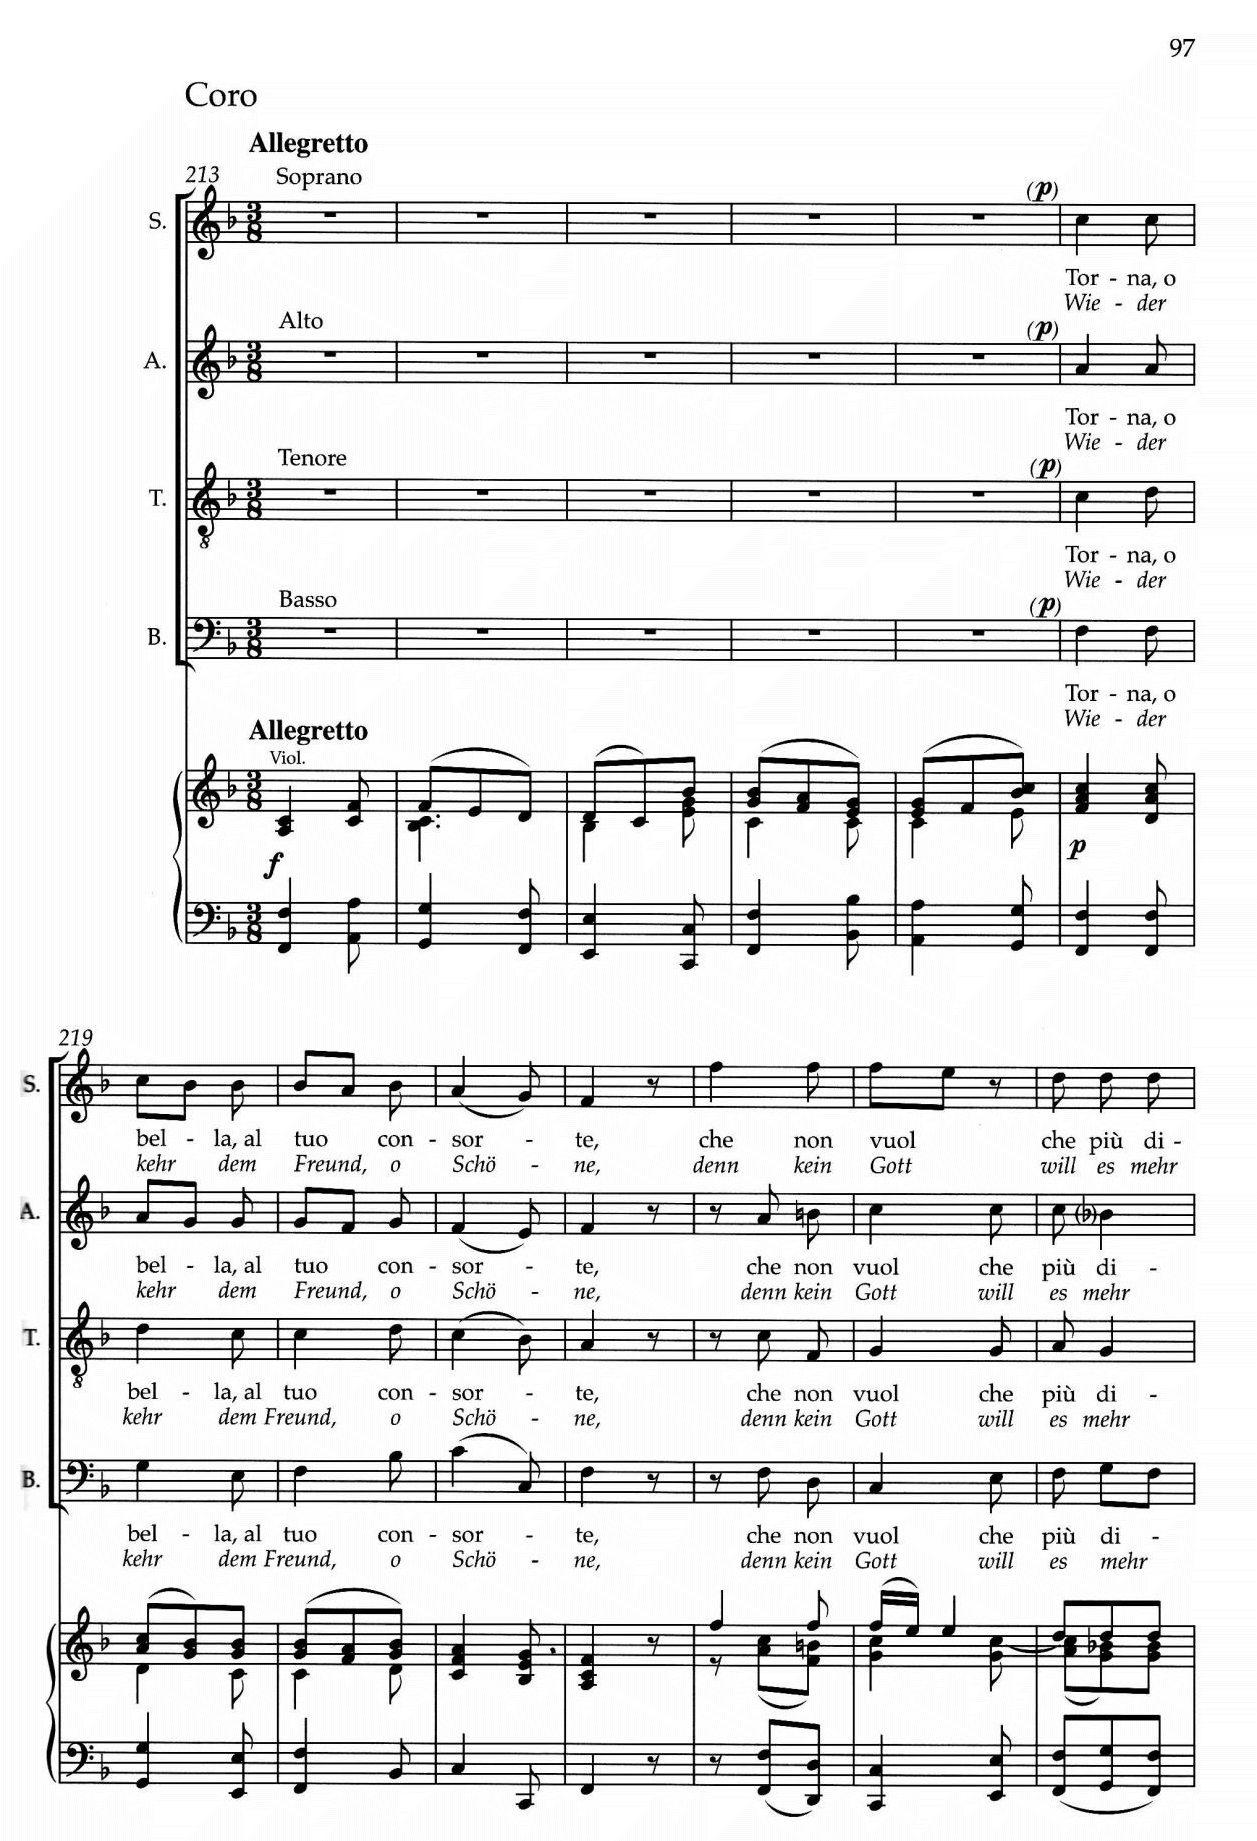 97
Coro
Allegretto
213
Soprano
S.
(p)
Tor - na, o
Wie - der
Alto
A.
(p)
Tor - na, o
Wie - der
Tenore
T.
(p)
Tor - na, o
Wie - der
Basso
B.
(p)
Tor - na, o
Wie - der
Allegretto
Viol.
f
p
219
S.
bel - la, al tuo con - sor - te, che non vuol che più di -
kehr dem Freund, o Schö - ne, denn kein Gott will es mehr
A.
bel - la, al tuo con - sor - te, che non vuol che più di -
kehr dem Freund, o Schö - ne, denn kein Gott will es mehr
T.
bel - la, al tuo con - sor - te, che non vuol che più di -
kehr dem Freund, o Schö - ne, denn kein Gott will es mehr
B.
bel - la, al tuo con - sor - te, che non vuol che più di -
kehr dem Freund, o Schö - ne, denn kein Gott will es mehr